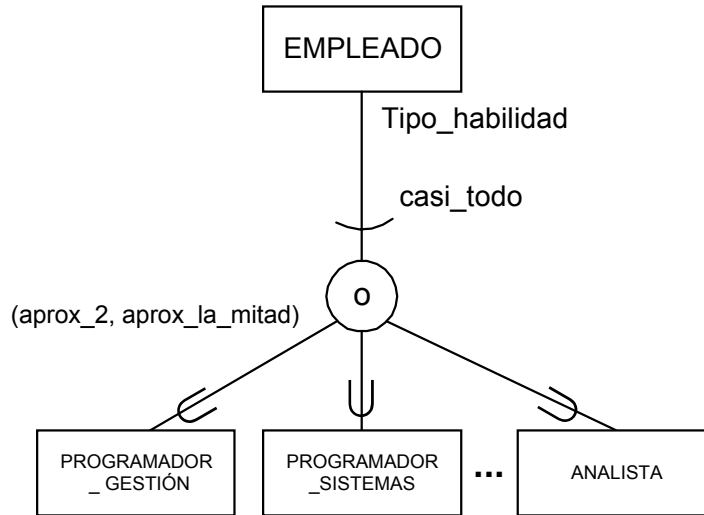 EMPLEADO
Tipo_habilidad
casi_todo
o
(aprox_2, aprox_la_mitad)
PROGRAMADOR
_ GESTIÓN
PROGRAMADOR
_SISTEMAS
...
ANALISTA